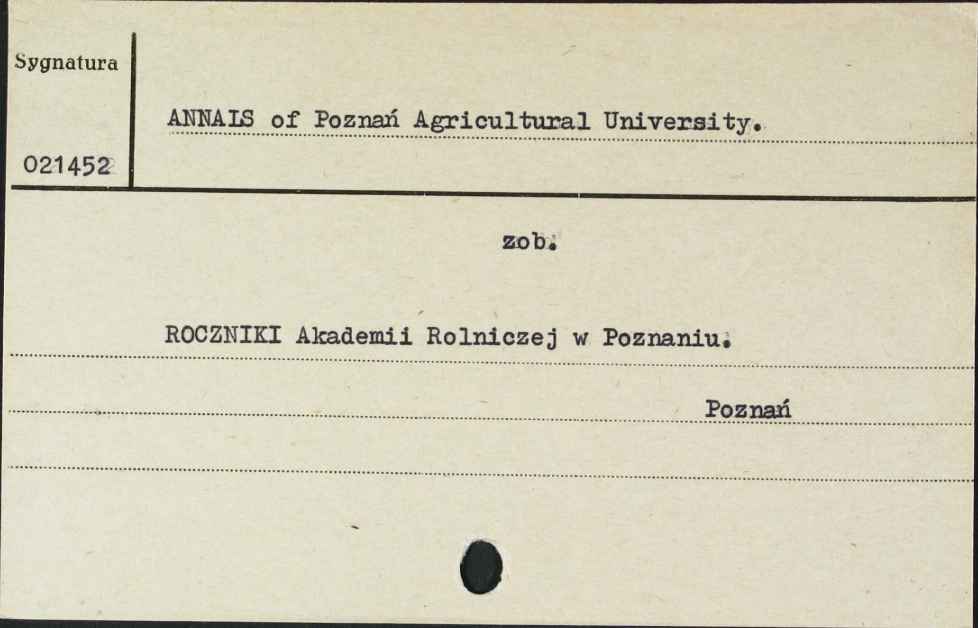 Sygnatura
ANNALS of Poznań Agricultural University.
021452
zob.
ROCZNIKI Akademii Rolniczej w Poznaniu.
Poznań